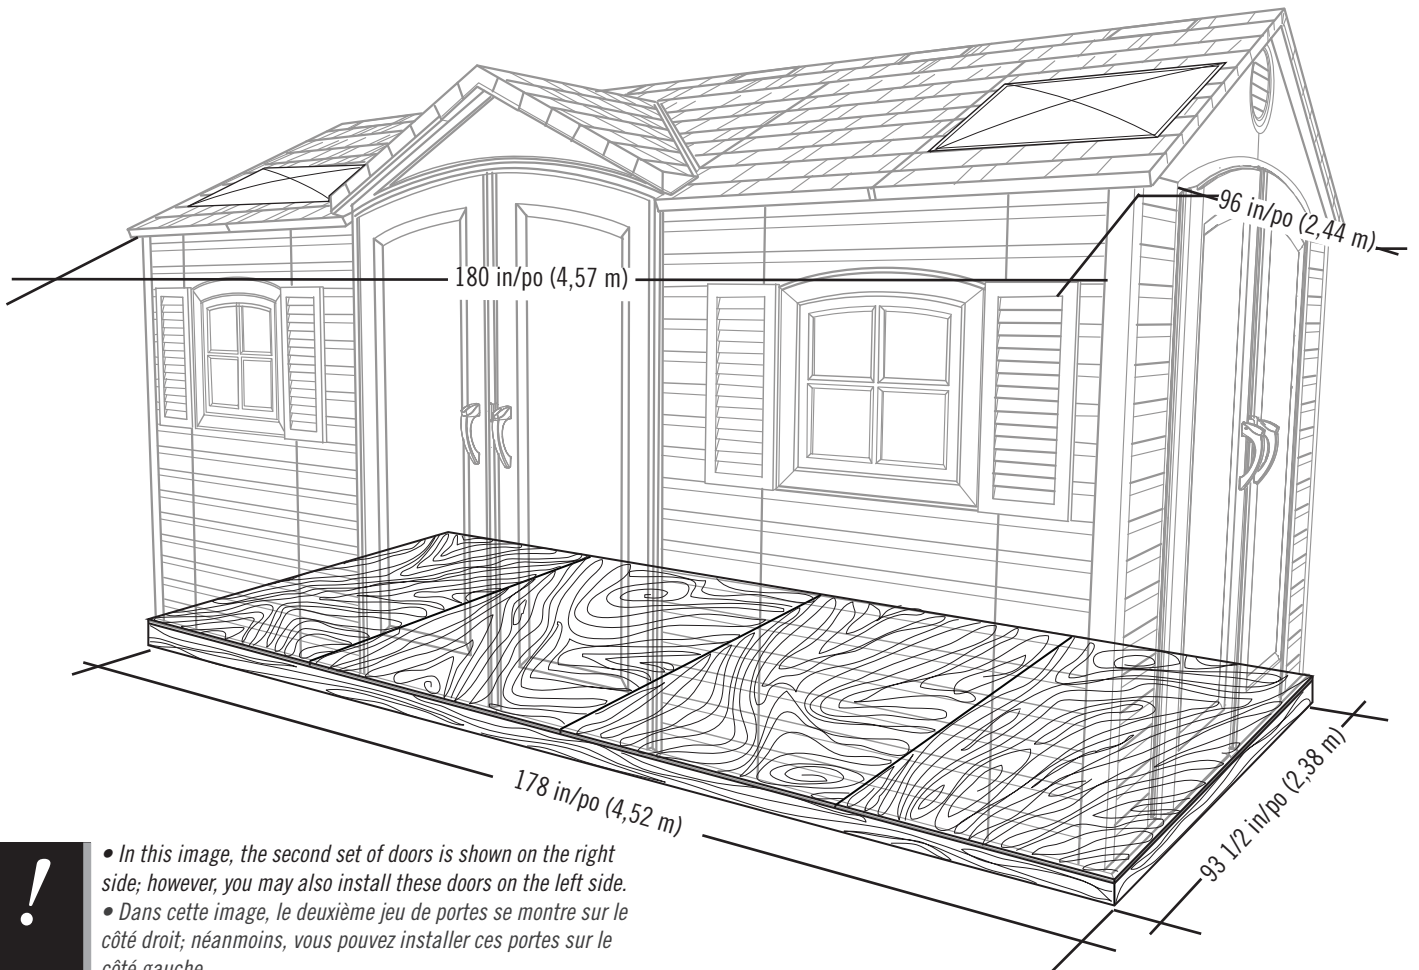 96 in/po (2,44 m)
180 in/po (4,57 m)
178 in/po (4,52 m)
93 1/2 in/po (2,38 m)
!
• In this image, the second set of doors is shown on the right
side; however, you may also install these doors on the left side.
• Dans cette image, le deuxième jeu de portes se montre sur le
côté droit; néanmoins, vous pouvez installer ces portes sur le
côté gauche